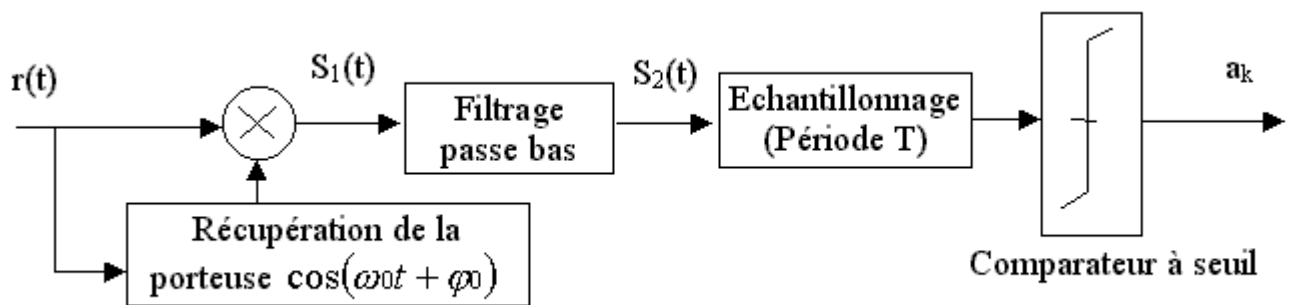 r(t)
S₁(t)
Filtrage
passe bas
S₂(t)
Echantillonnage
(Période T)
aₖ
Récupération de la
porteuse cos(ω₀t + φ₀)
Comparateur à seuil